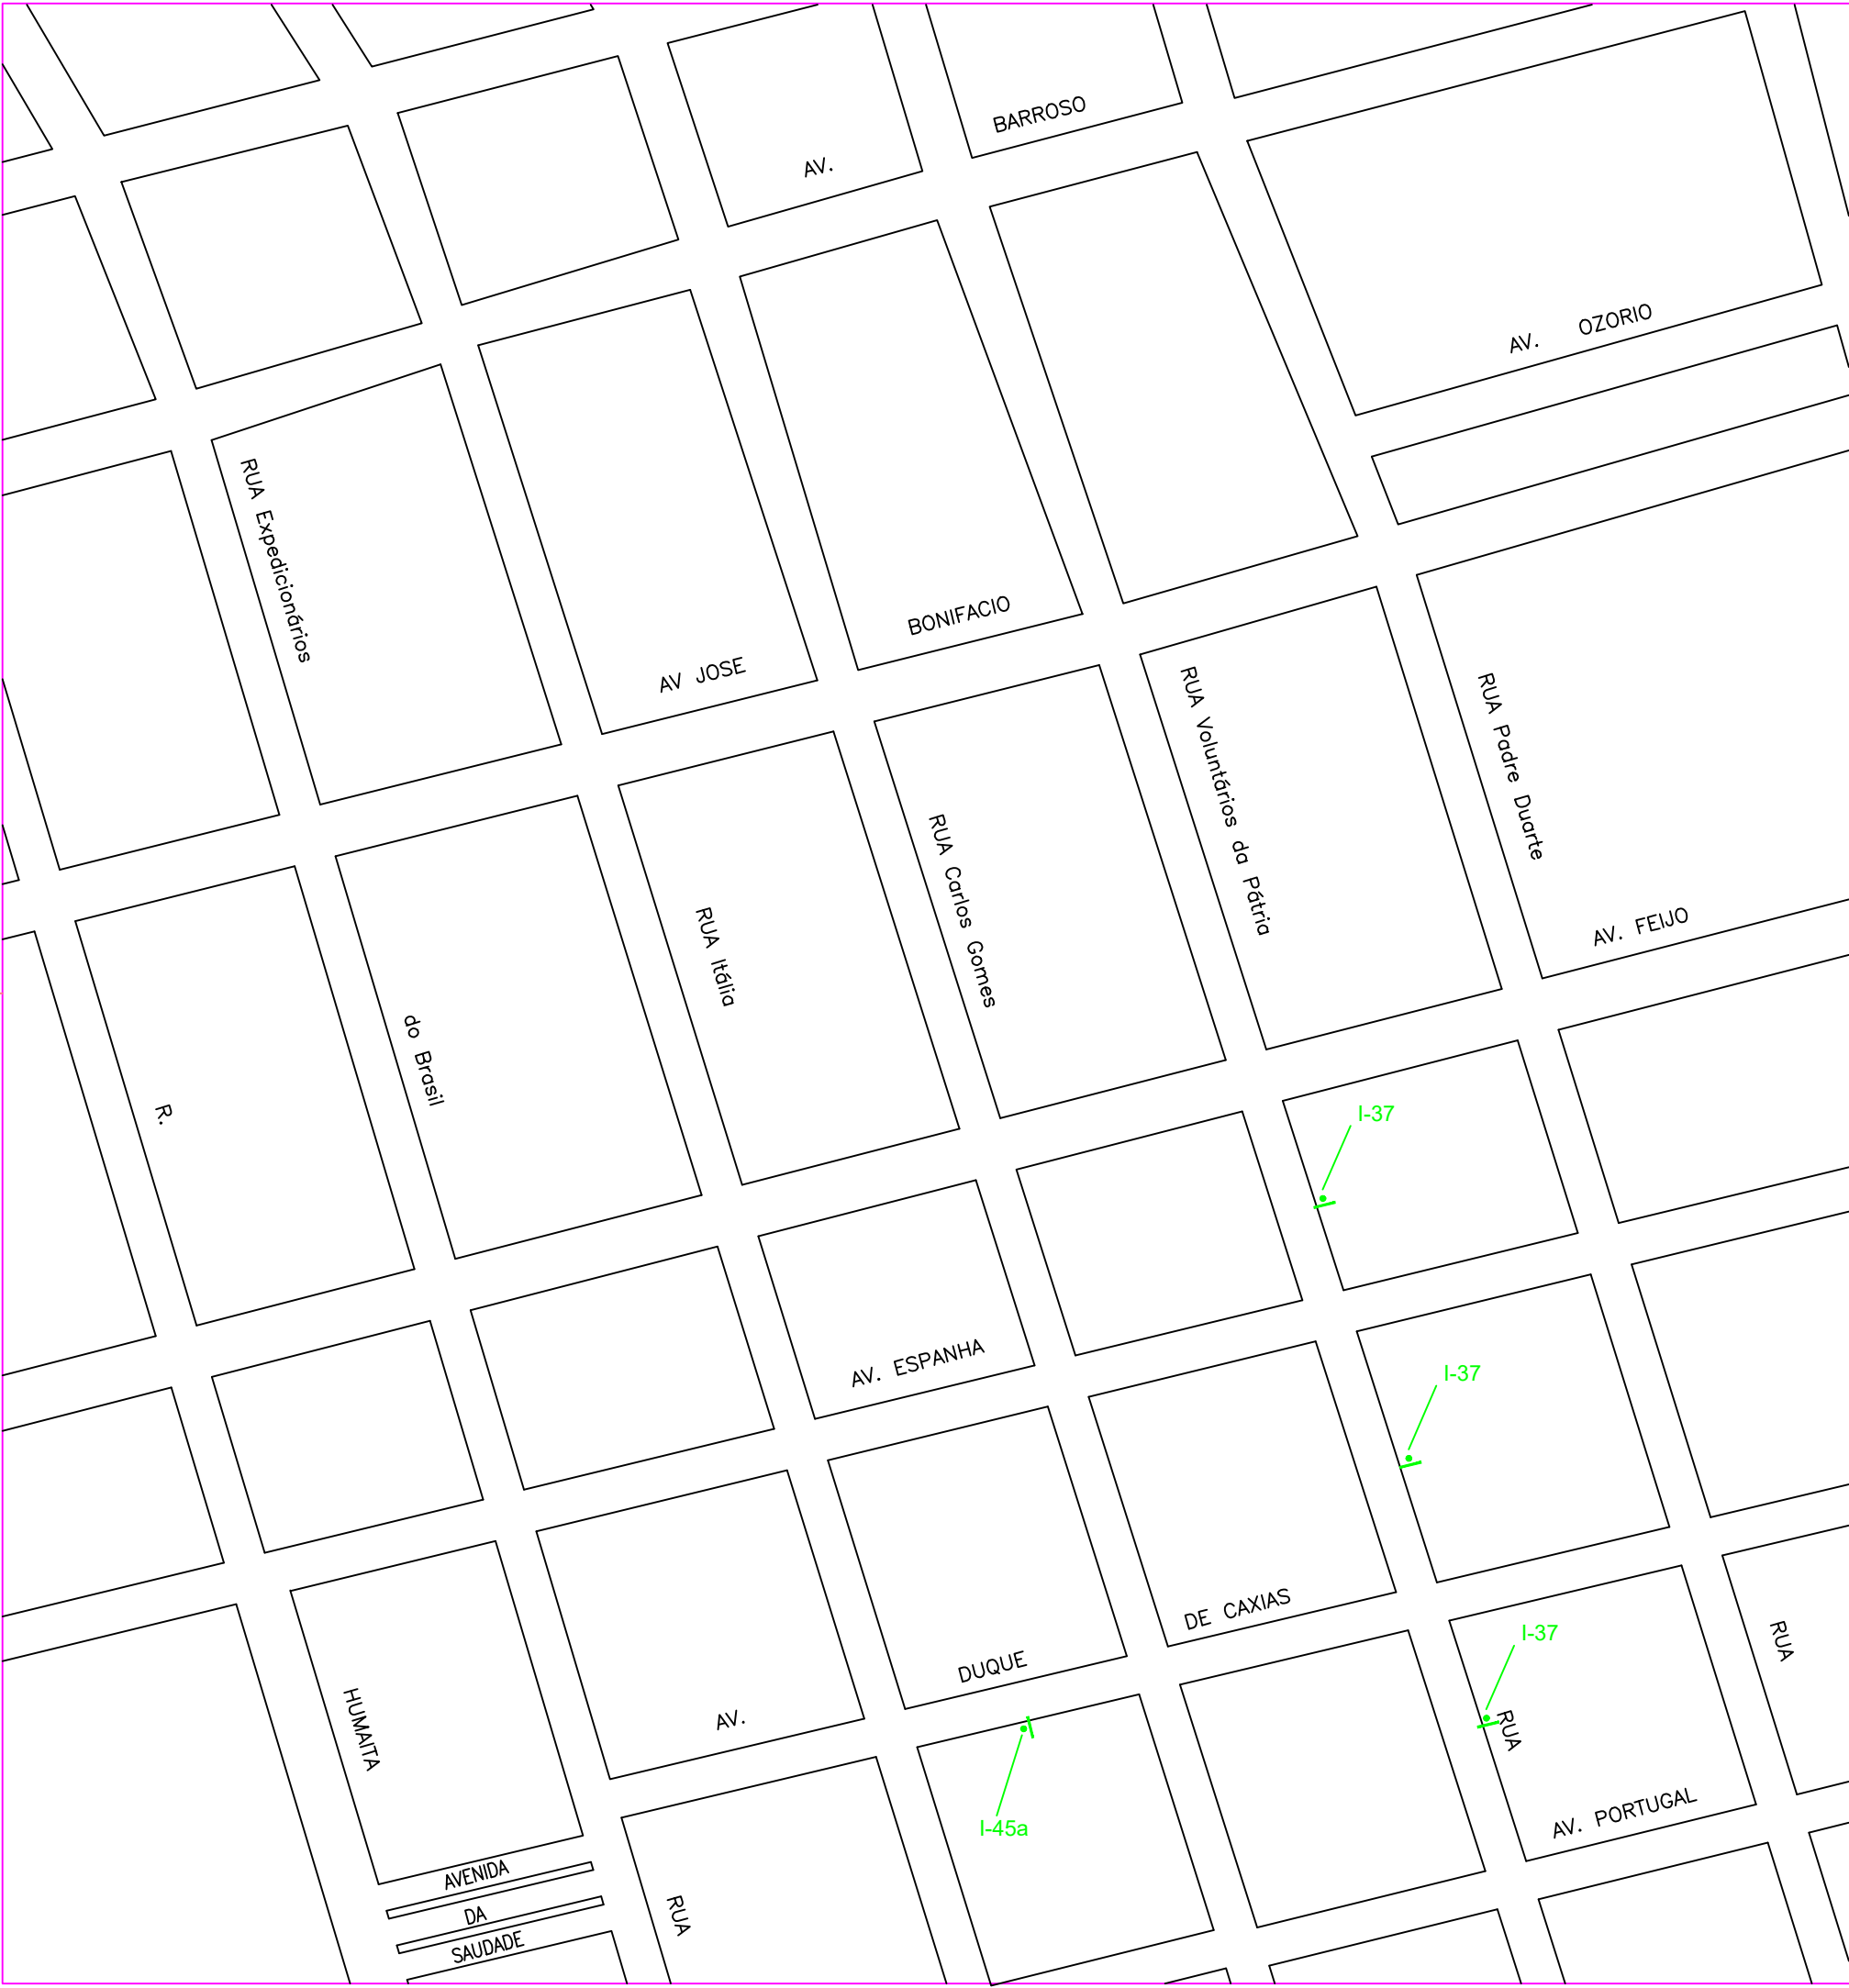 BARROSO
AV.
AV. OZORIO
RUA Expedicionários
BONIFACIO
AV JOSE
RUA Voluntários da Pátria
RUA Padre Duarte
RUA Carlos Gomes
RUA Itália
AV. FEIJO
do Brasil
R.
I-37
AV. ESPANHA
I-37
DE CAXIAS
DUQUE
AV.
I-37
RUA
RUA
HUMAITA
AV. PORTUGAL
I-45a
AVENIDA
DA
SAUDADE
RUA